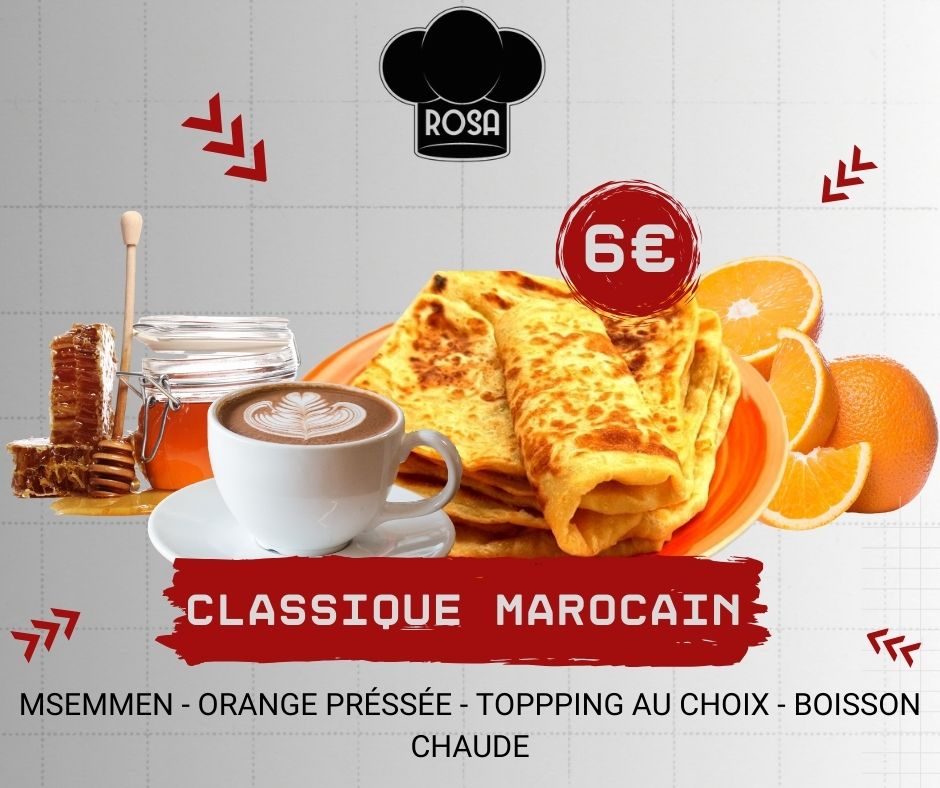 ROSA
6€
CLASSIQUE MAROCAIN
MSEMMEN - ORANGE PRÉSSÉE - TOPPPING AU CHOIX - BOISSON
CHAUDE